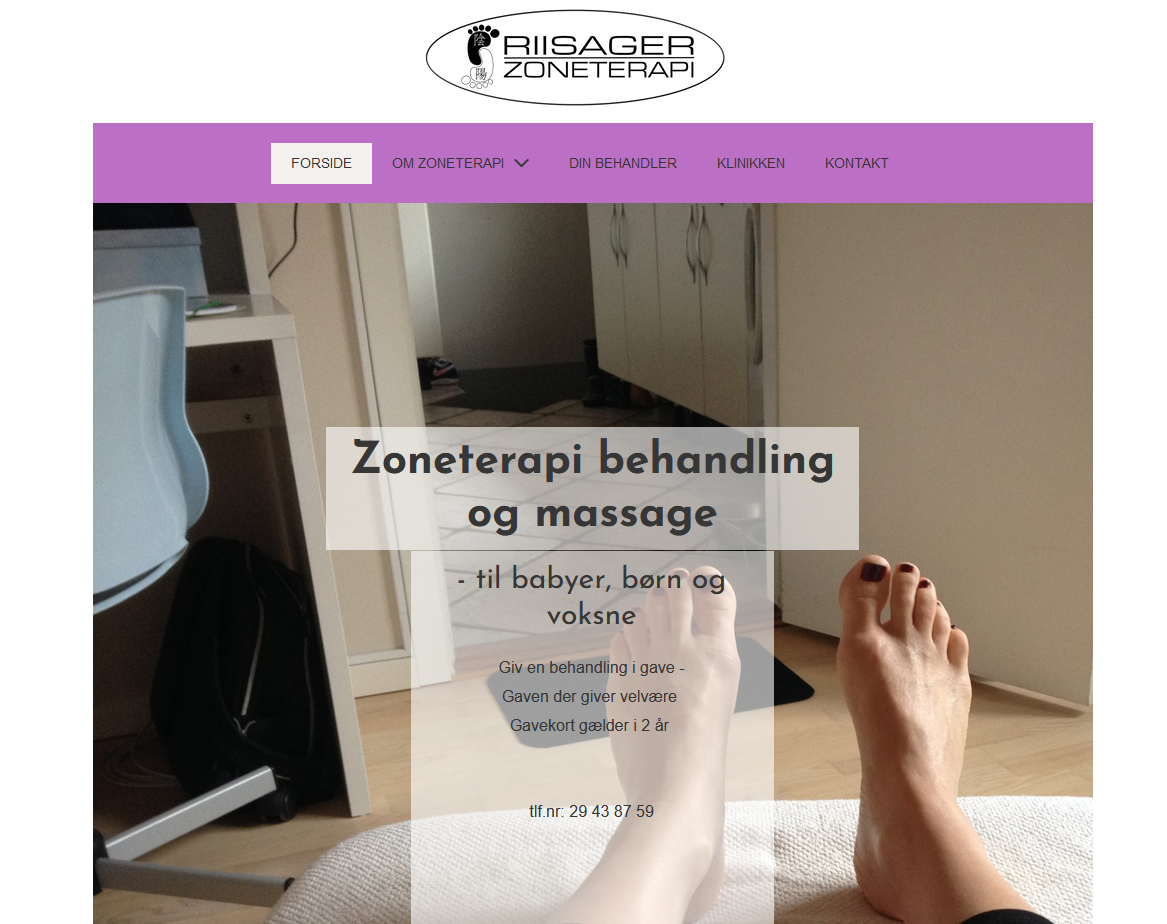 RIISAGER
ZONETERAPI
FORSIDE
OM ZONETERAPI
DIN BEHANDLER
KLINIKKEN
KONTAKT
Zoneterapi behandling
og massage
- til babyer, børn og
voksne
Giv en behandling i gave -
Gaven der giver velvære
Gavekort gælder i 2 år
tlf.nr: 29 43 87 59